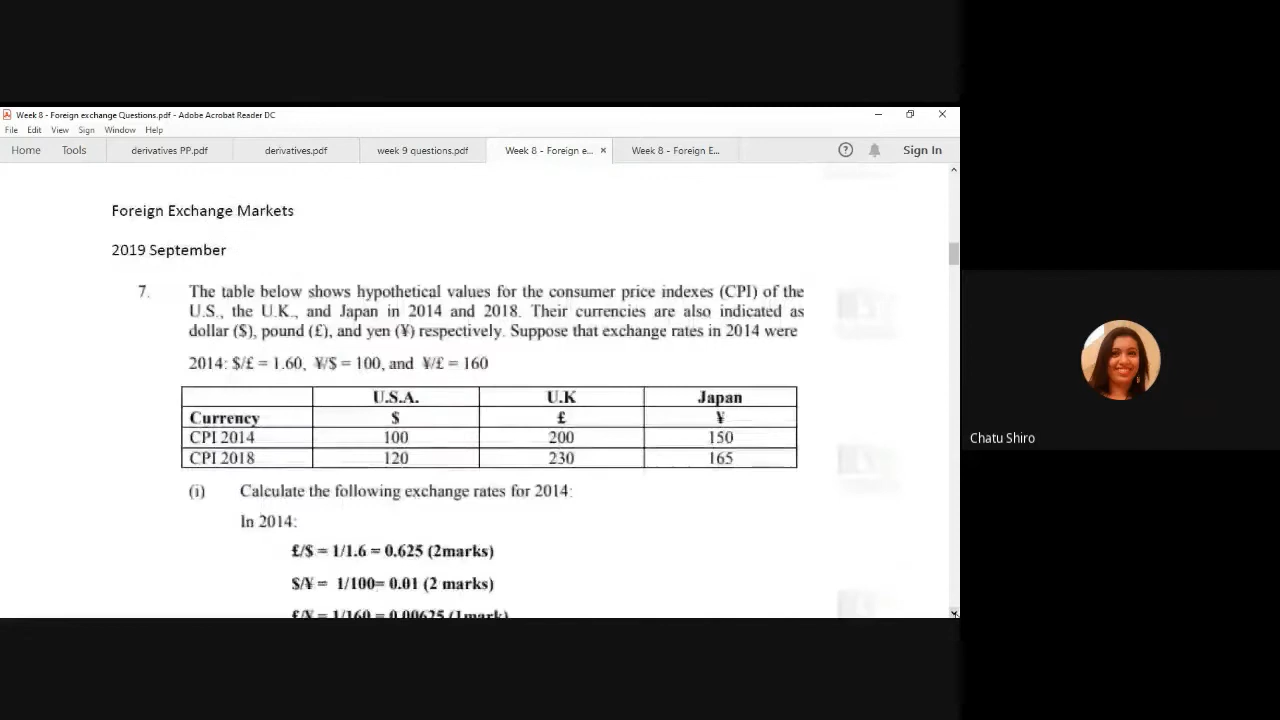 Week 8 - Foreign exchange Questions.pdf - Adobe Acrobat Reader DC
File Edit View Sign Window Help
Home Tools derivatives PP.pdf derivatives.pdf week 9 questions.pdf Week 8 - Foreign e... × Week 8 - Foreign E... Sign In
Foreign Exchange Markets
2019 September
7. The table below shows hypothetical values for the consumer price indexes (CPI) of the
U.S., the U.K., and Japan in 2014 and 2018. Their currencies are also indicated as
dollar ($), pound (£), and yen (¥) respectively. Suppose that exchange rates in 2014 were
2014: $/£ = 1.60, ¥/$ = 100, and ¥/£ = 160
U.S.A. U.K Japan
Currency $ £ ¥
CPI 2014 100 200 150
CPI 2018 120 230 165
(i) Calculate the following exchange rates for 2014:
In 2014:
£/$ = 1/1.6 = 0.625 (2marks)
$/¥ = 1/100= 0.01 (2 marks)
£/¥ = 1/160 = 0.00625 (1mark)
Chatu Shiro